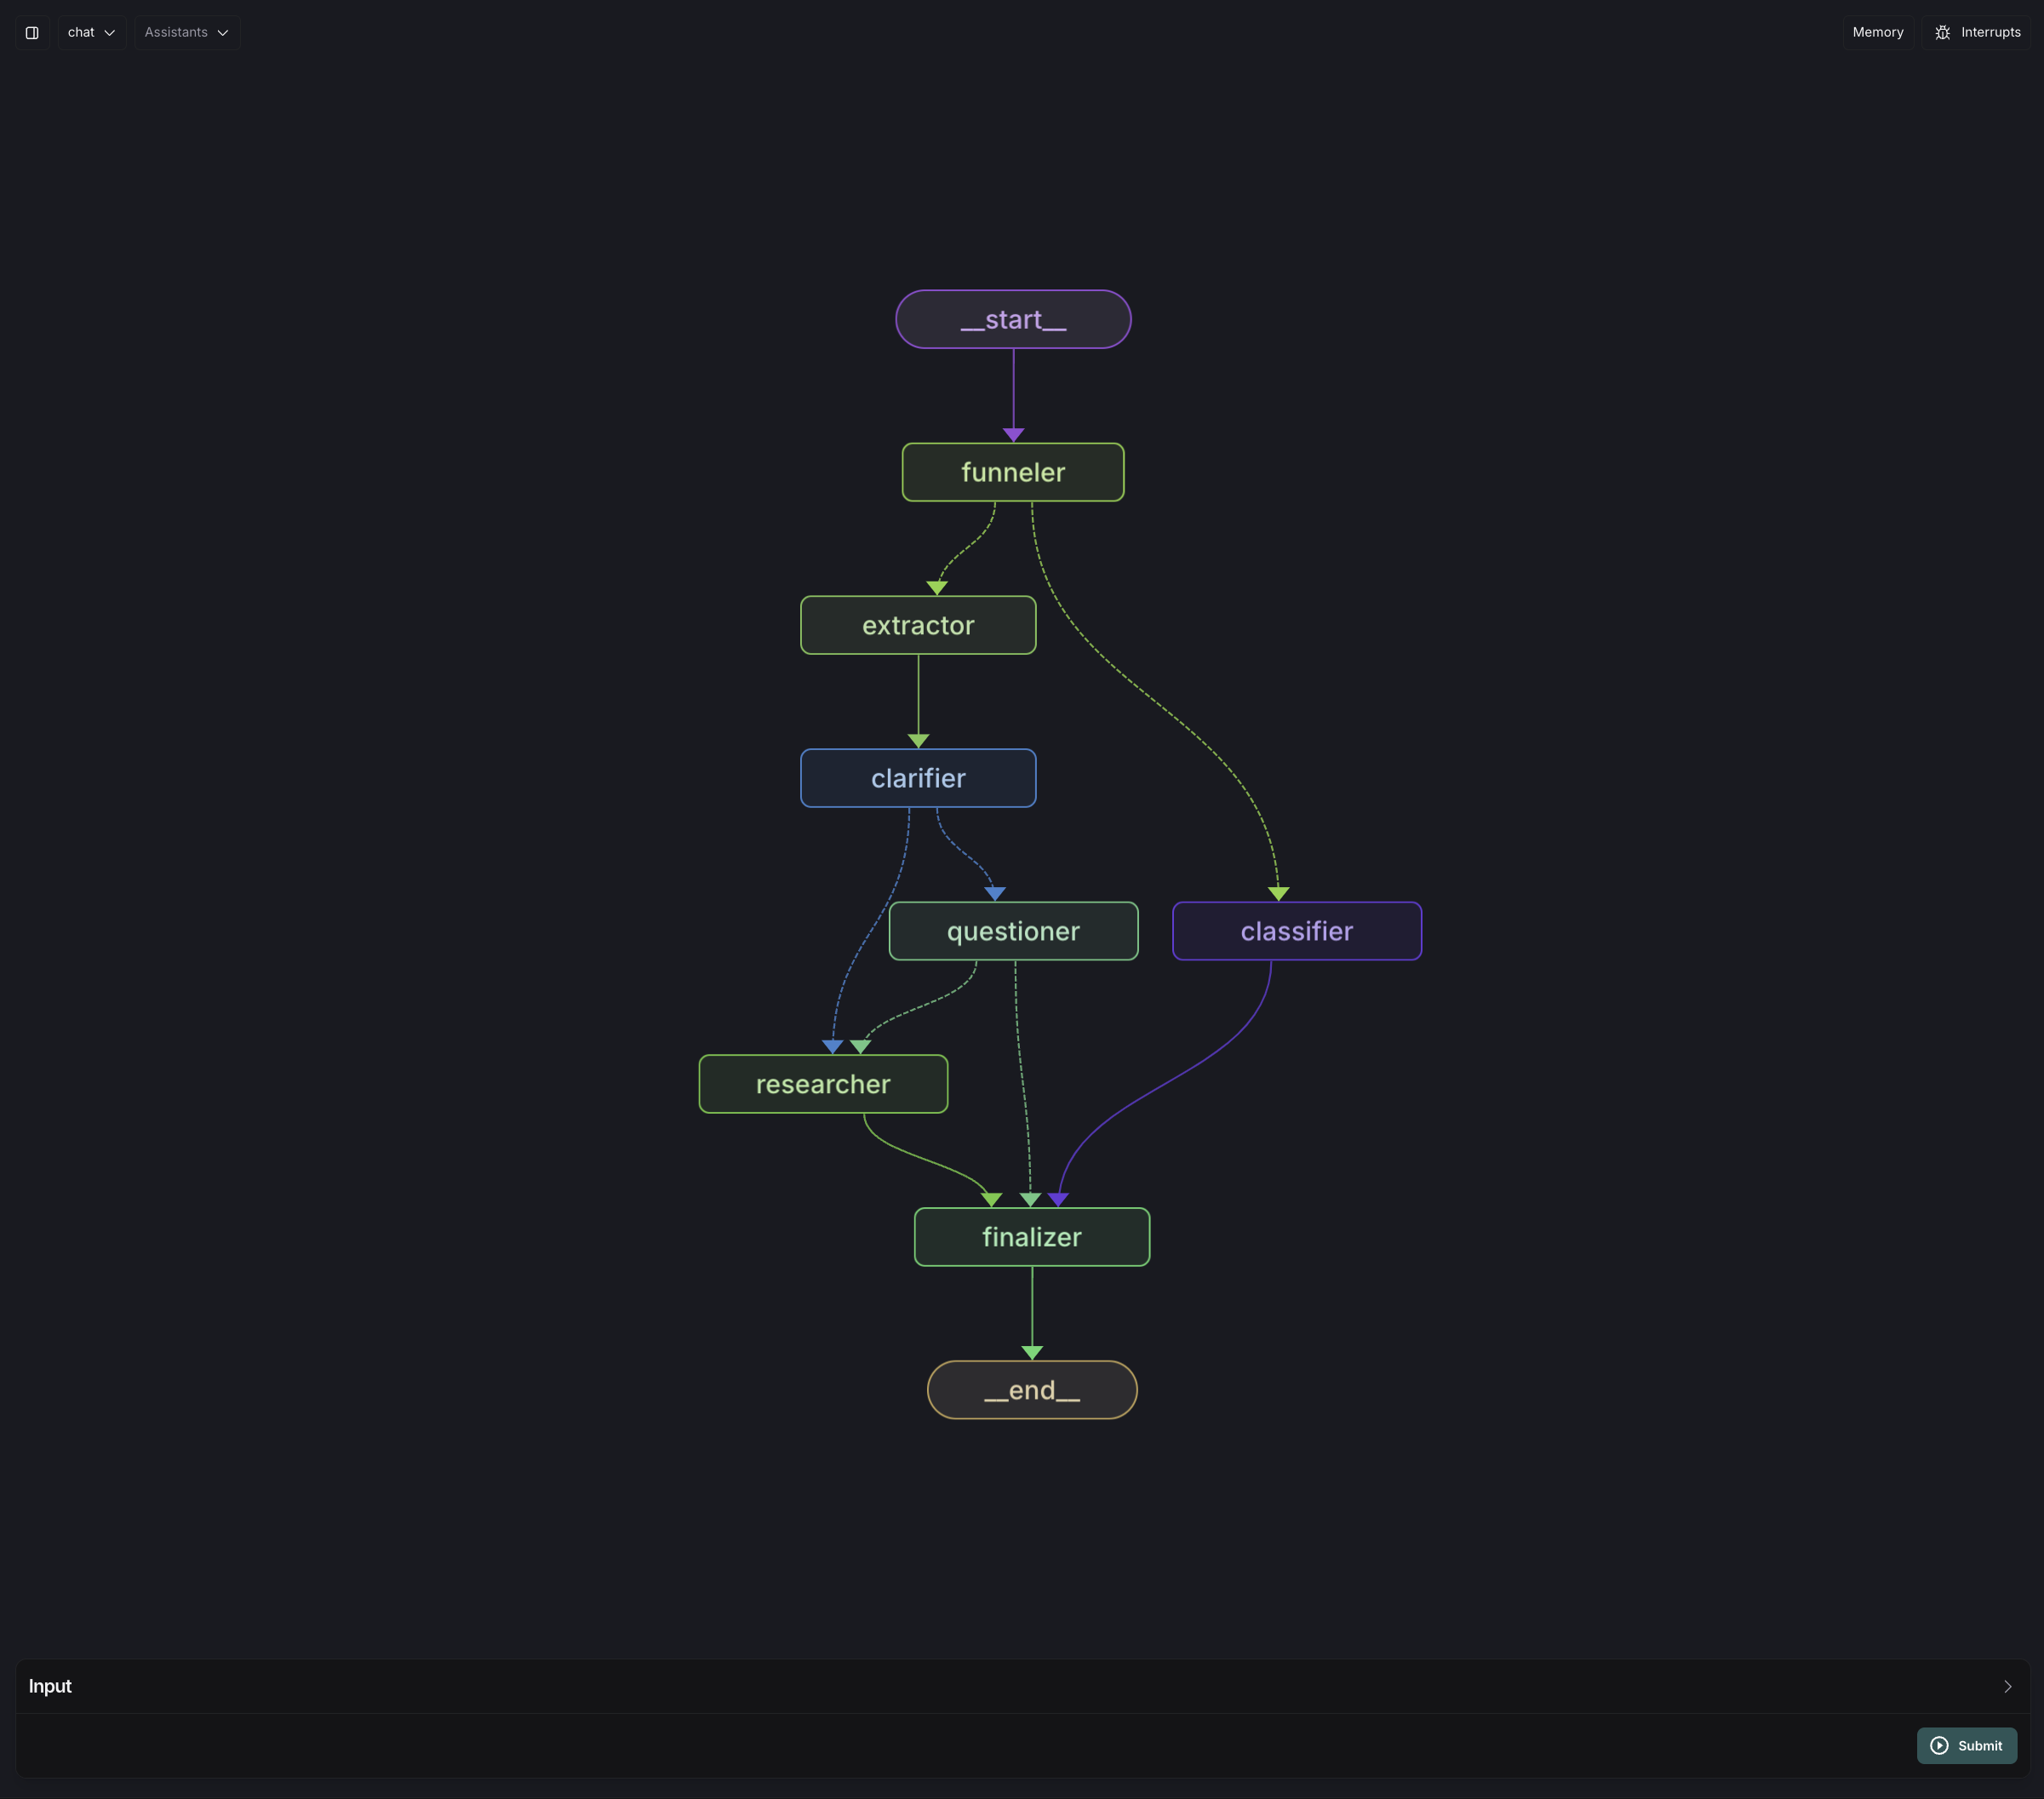 chat
Assistants
Memory
Interrupts
__start__
funneler
extractor
clarifier
questioner
classifier
researcher
finalizer
__end__
Input
Submit